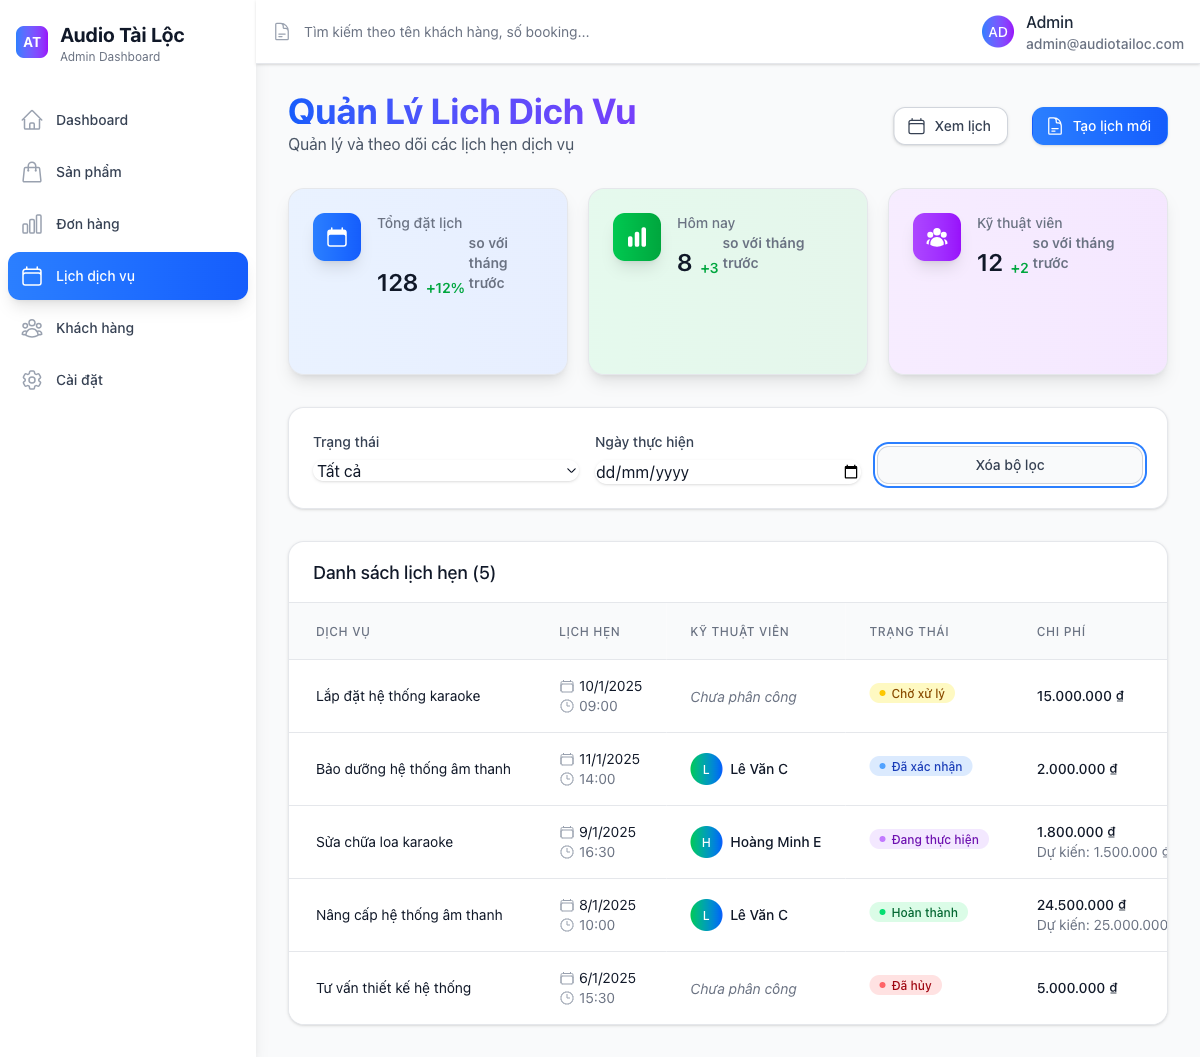 AT
Audio Tài Lộc
Admin Dashboard
Dashboard
Sản phẩm
Đơn hàng
Lịch dịch vụ
Khách hàng
Cài đặt
Tìm kiếm theo tên khách hàng, số booking...
AD
Admin
admin@audiotailoc.com
Quản Lý Lich Dich Vu
Quản lý và theo dõi các lịch hẹn dịch vụ
Xem lịch
Tạo lịch mới
Tổng đặt lịch
128 +12% so với tháng trước
Hôm nay
8 +3 so với tháng trước
Kỹ thuật viên
12 +2 so với tháng trước
Trạng thái
Tất cả
Ngày thực hiện
dd/mm/yyyy
Xóa bộ lọc
Danh sách lịch hẹn (5)
DỊCH VỤ LỊCH HẸN KỸ THUẬT VIÊN TRẠNG THÁI CHI PHÍ
Lắp đặt hệ thống karaoke 10/1/2025 09:00 Chưa phân công Chờ xử lý 15.000.000 ₫
Bảo dưỡng hệ thống âm thanh 11/1/2025 14:00 L Lê Văn C Đã xác nhận 2.000.000 ₫
Sửa chữa loa karaoke 9/1/2025 16:30 H Hoàng Minh E Đang thực hiện 1.800.000 ₫
Dự kiến: 1.500.000 ₫
Nâng cấp hệ thống âm thanh 8/1/2025 10:00 L Lê Văn C Hoàn thành 24.500.000 ₫
Dự kiến: 25.000.000
Tư vấn thiết kế hệ thống 6/1/2025 15:30 Chưa phân công Đã hủy 5.000.000 ₫